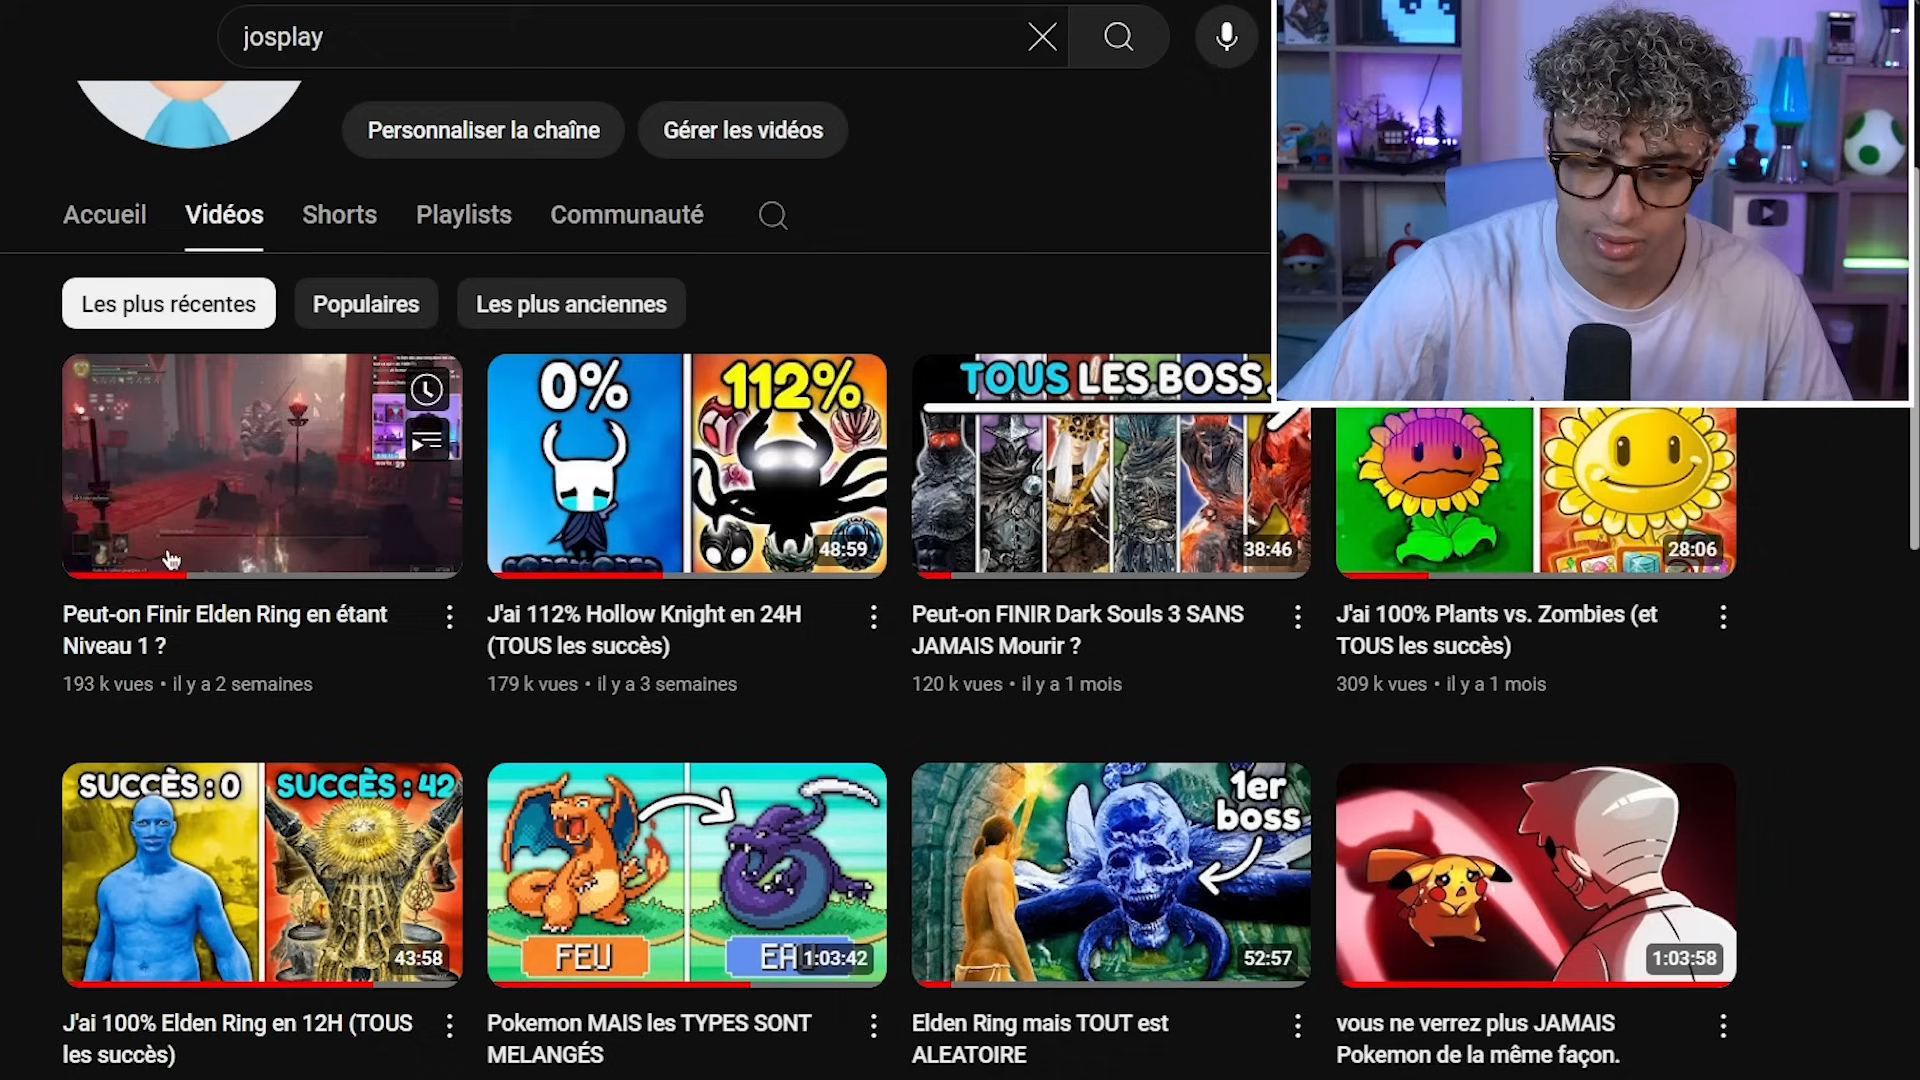 josplay
Personnaliser la chaîne
Gérer les vidéos
Accueil
Vidéos
Shorts
Playlists
Communauté
Les plus récentes
Populaires
Les plus anciennes
0%
112%
48:59
TOUS LES BOSS.
38:46
28:06
Peut-on Finir Elden Ring en étant
Niveau 1 ?
193 k vues • il y a 2 semaines
J'ai 112% Hollow Knight en 24H
(TOUS les succès)
179 k vues • il y a 3 semaines
Peut-on FINIR Dark Souls 3 SANS
JAMAIS Mourir ?
120 k vues • il y a 1 mois
J'ai 100% Plants vs. Zombies (et
TOUS les succès)
309 k vues • il y a 1 mois
SUCCÈS : 0
SUCCÈS : 42
43:58
FEU
EA
1:03:42
1er
boss
52:57
1:03:58
J'ai 100% Elden Ring en 12H (TOUS
les succès)
Pokemon MAIS les TYPES SONT
MELANGÉS
Elden Ring mais TOUT est
ALEATOIRE
vous ne verrez plus JAMAIS
Pokemon de la même façon.